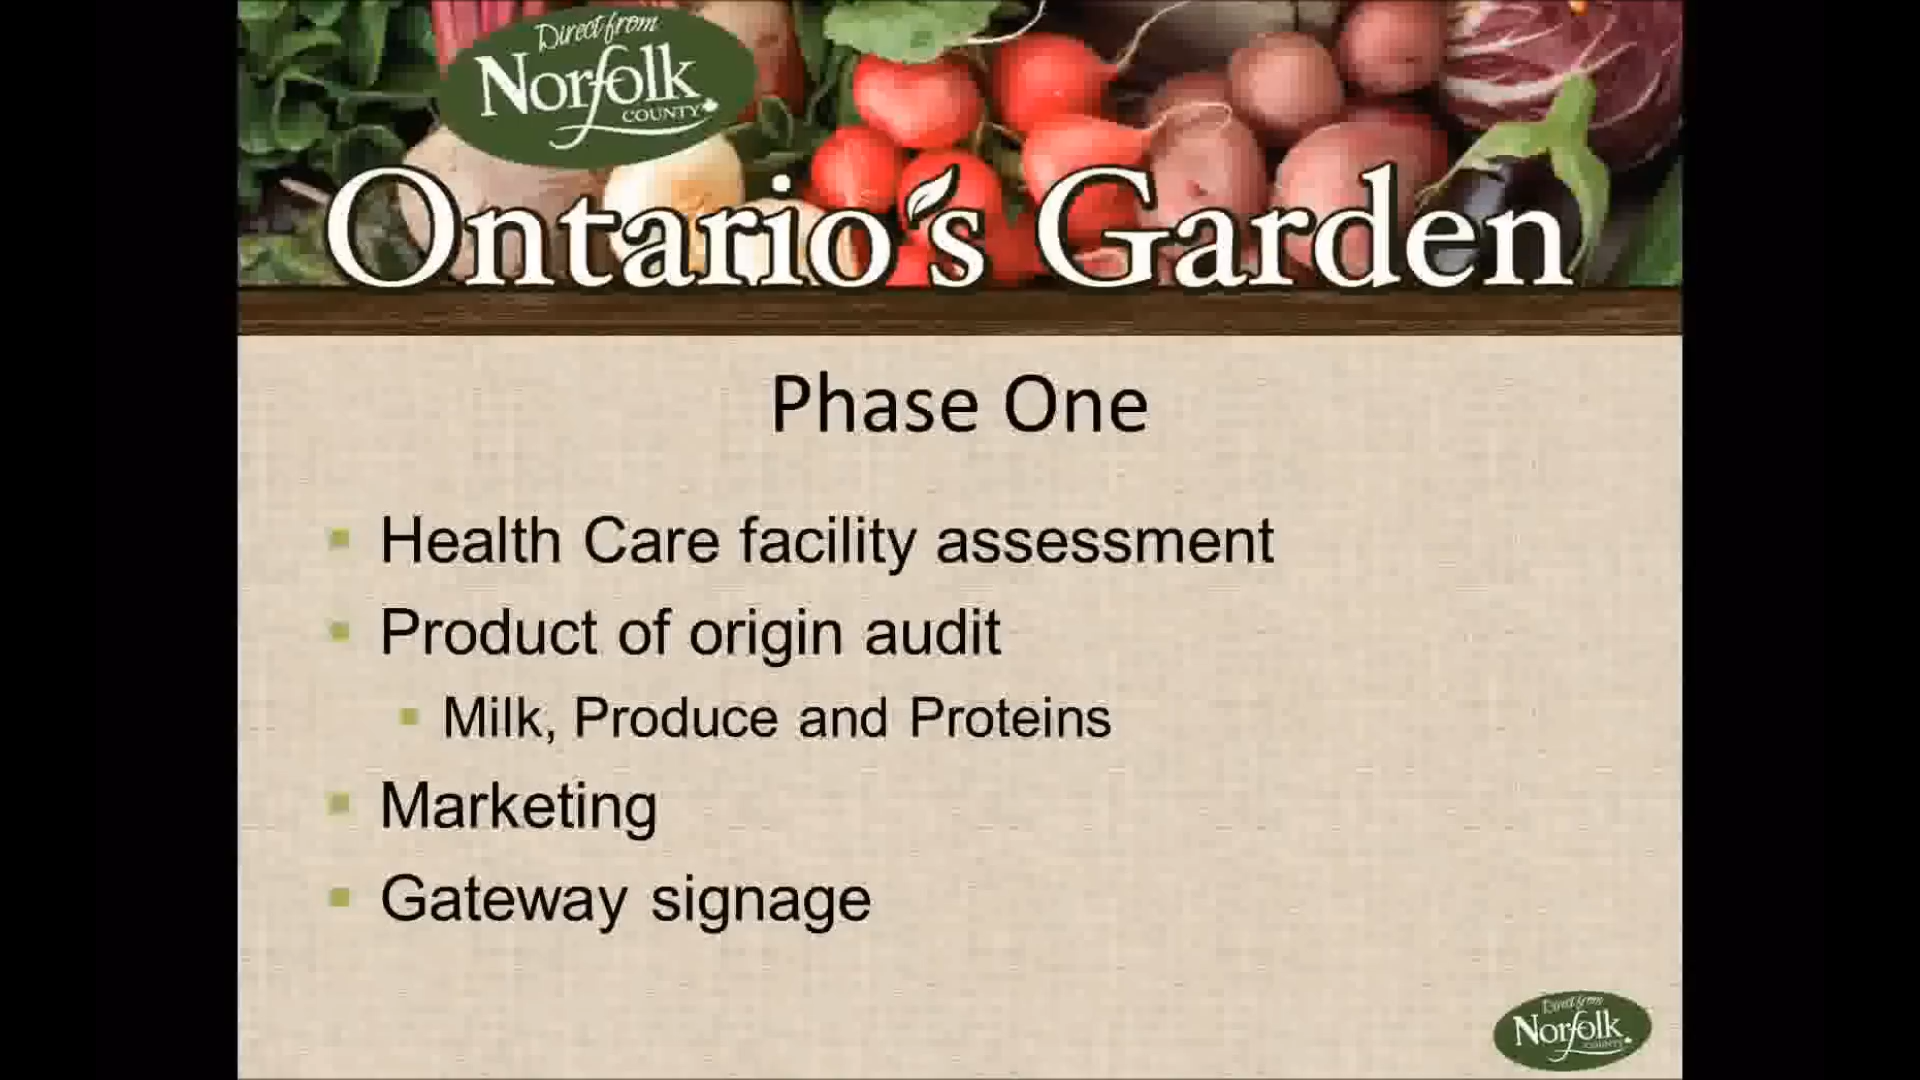 Direct from
Norfolk
COUNTY
Ontario's Garden
Phase One
Health Care facility assessment
Product of origin audit
Milk, Produce and Proteins
Marketing
Gateway signage
Direct from
Norfolk
COUNTY